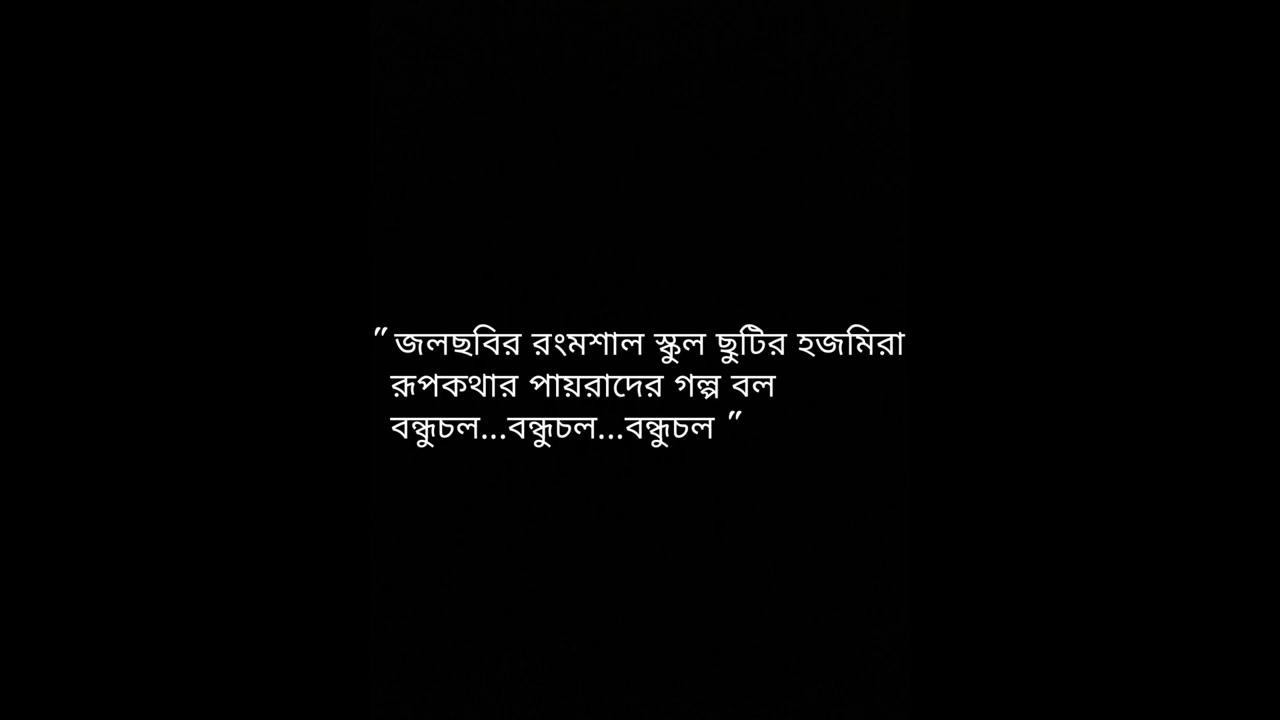 " জলছবির রংমশাল স্কুল ছুটির হজমিরা
রূপকথার পায়রাদের গল্প বল
বন্ধুচল...বন্ধুচল...বন্ধুচল "